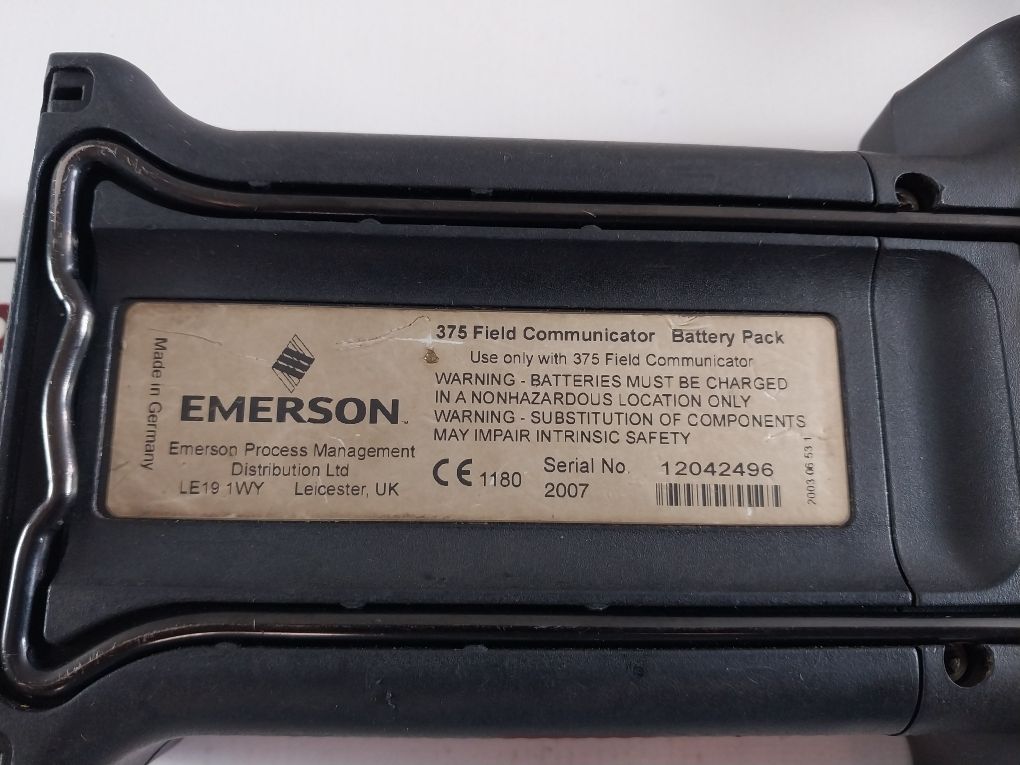 Made in Germany
EMERSON™
Emerson Process Management
Distribution Ltd
LE19 1WY Leicester, UK
375 Field Communicator Battery Pack
Use only with 375 Field Communicator
WARNING - BATTERIES MUST BE CHARGED
IN A NONHAZARDOUS LOCATION ONLY
WARNING - SUBSTITUTION OF COMPONENTS
MAY IMPAIR INTRINSIC SAFETY
CE 1180
Serial No. 12042496
2007
2003 06 53 1